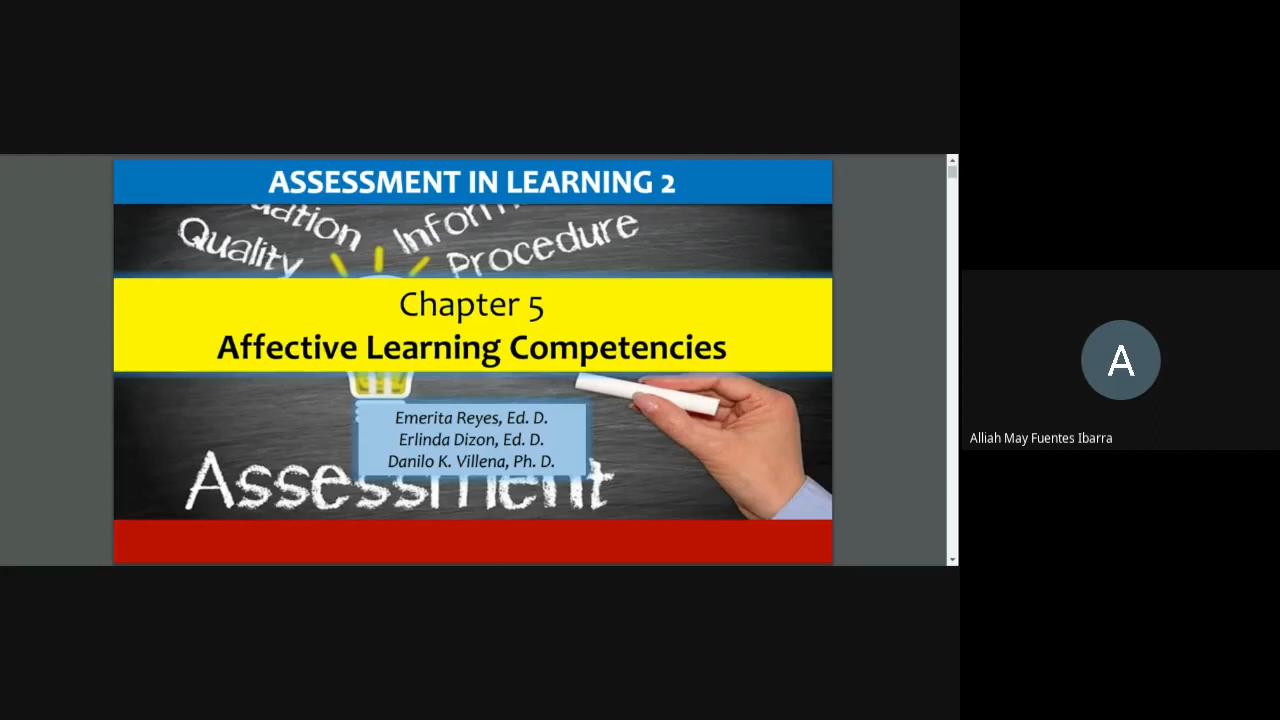 ASSESSMENT IN LEARNING 2
Quality
Procedure
Chapter 5
Affective Learning Competencies
Emerita Reyes, Ed. D.
Erlinda Dizon, Ed. D.
Danilo K. Villena, Ph. D.
Assessment
A
Alliah May Fuentes Ibarra